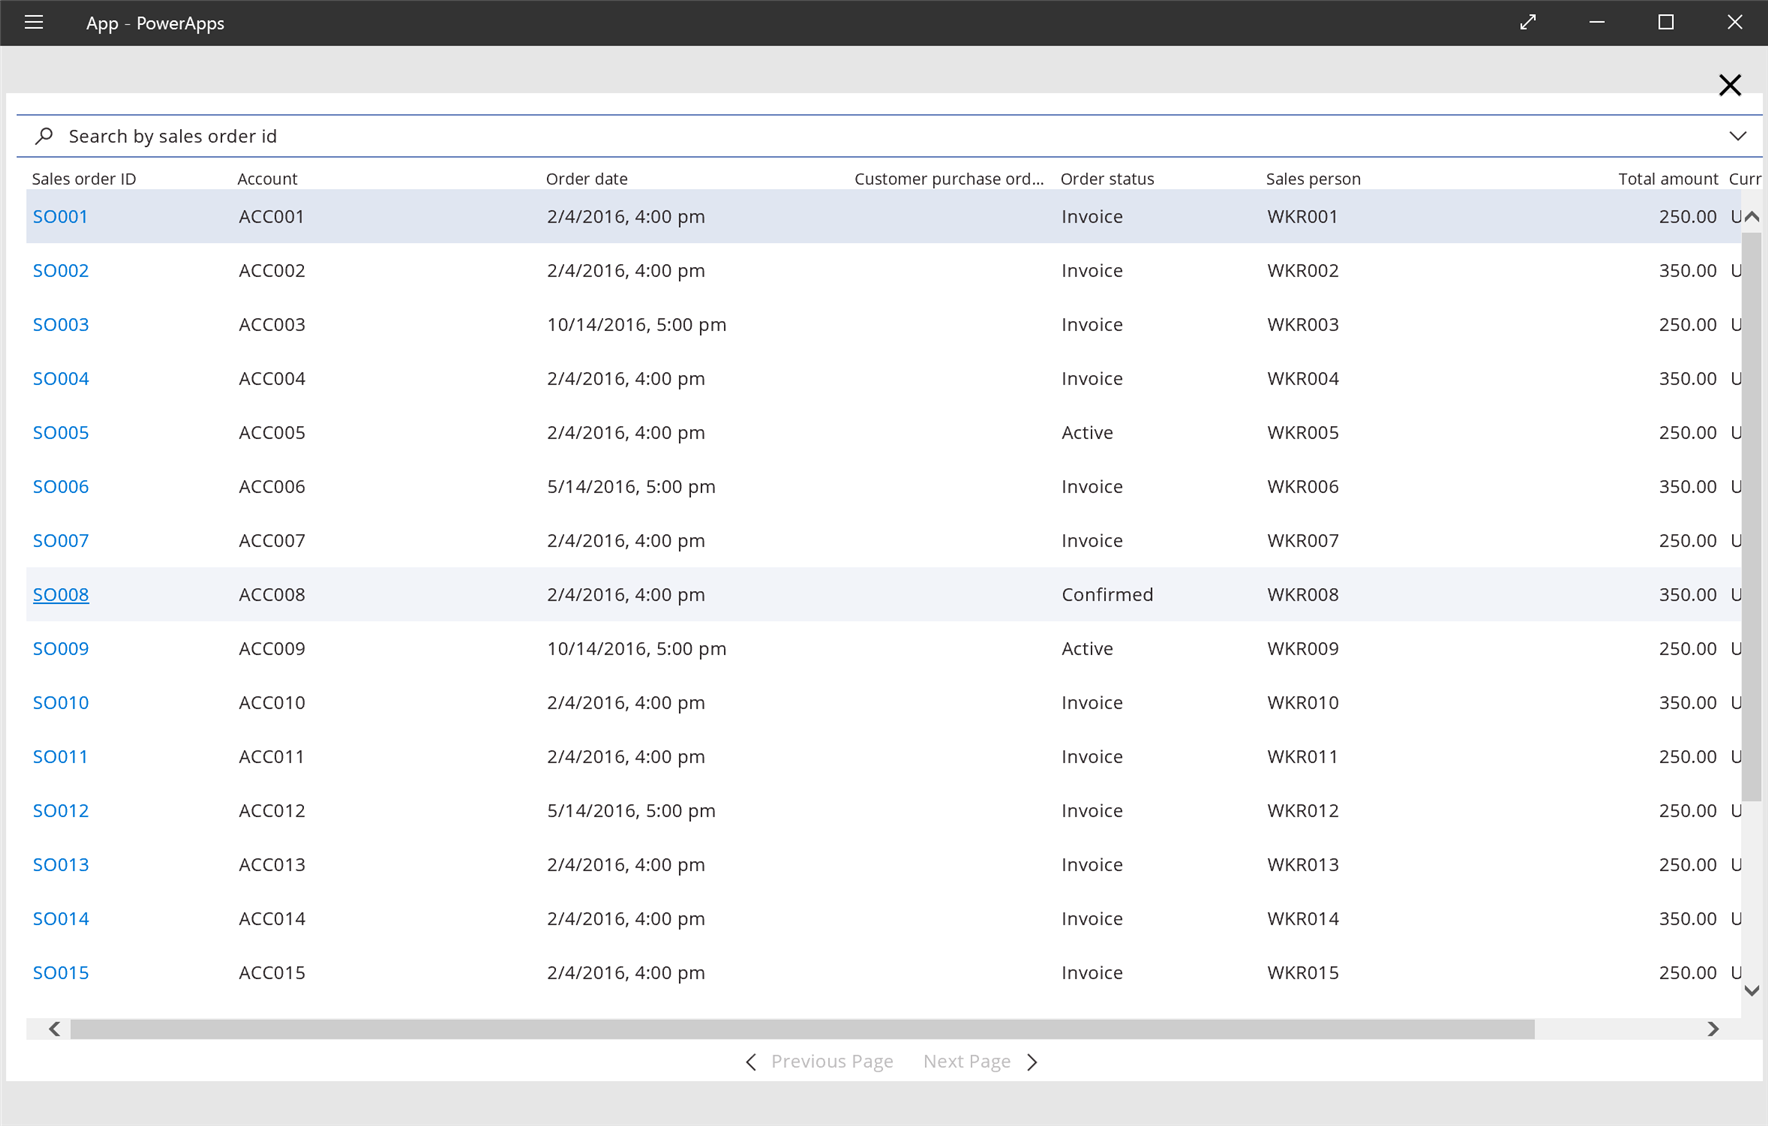 App - PowerApps
Search by sales order id
Sales order ID Account Order date Customer purchase ord... Order status Sales person Total amount Curr
SO001 ACC001 2/4/2016, 4:00 pm Invoice WKR001 250.00 U
SO002 ACC002 2/4/2016, 4:00 pm Invoice WKR002 350.00 U
SO003 ACC003 10/14/2016, 5:00 pm Invoice WKR003 250.00 U
SO004 ACC004 2/4/2016, 4:00 pm Invoice WKR004 350.00 U
SO005 ACC005 2/4/2016, 4:00 pm Active WKR005 250.00 U
SO006 ACC006 5/14/2016, 5:00 pm Invoice WKR006 350.00 U
SO007 ACC007 2/4/2016, 4:00 pm Invoice WKR007 250.00 U
SO008 ACC008 2/4/2016, 4:00 pm Confirmed WKR008 350.00 U
SO009 ACC009 10/14/2016, 5:00 pm Active WKR009 250.00 U
SO010 ACC010 2/4/2016, 4:00 pm Invoice WKR010 350.00 U
SO011 ACC011 2/4/2016, 4:00 pm Invoice WKR011 250.00 U
SO012 ACC012 5/14/2016, 5:00 pm Invoice WKR012 250.00 U
SO013 ACC013 2/4/2016, 4:00 pm Invoice WKR013 250.00 U
SO014 ACC014 2/4/2016, 4:00 pm Invoice WKR014 350.00 U
SO015 ACC015 2/4/2016, 4:00 pm Invoice WKR015 250.00 U
Previous Page Next Page